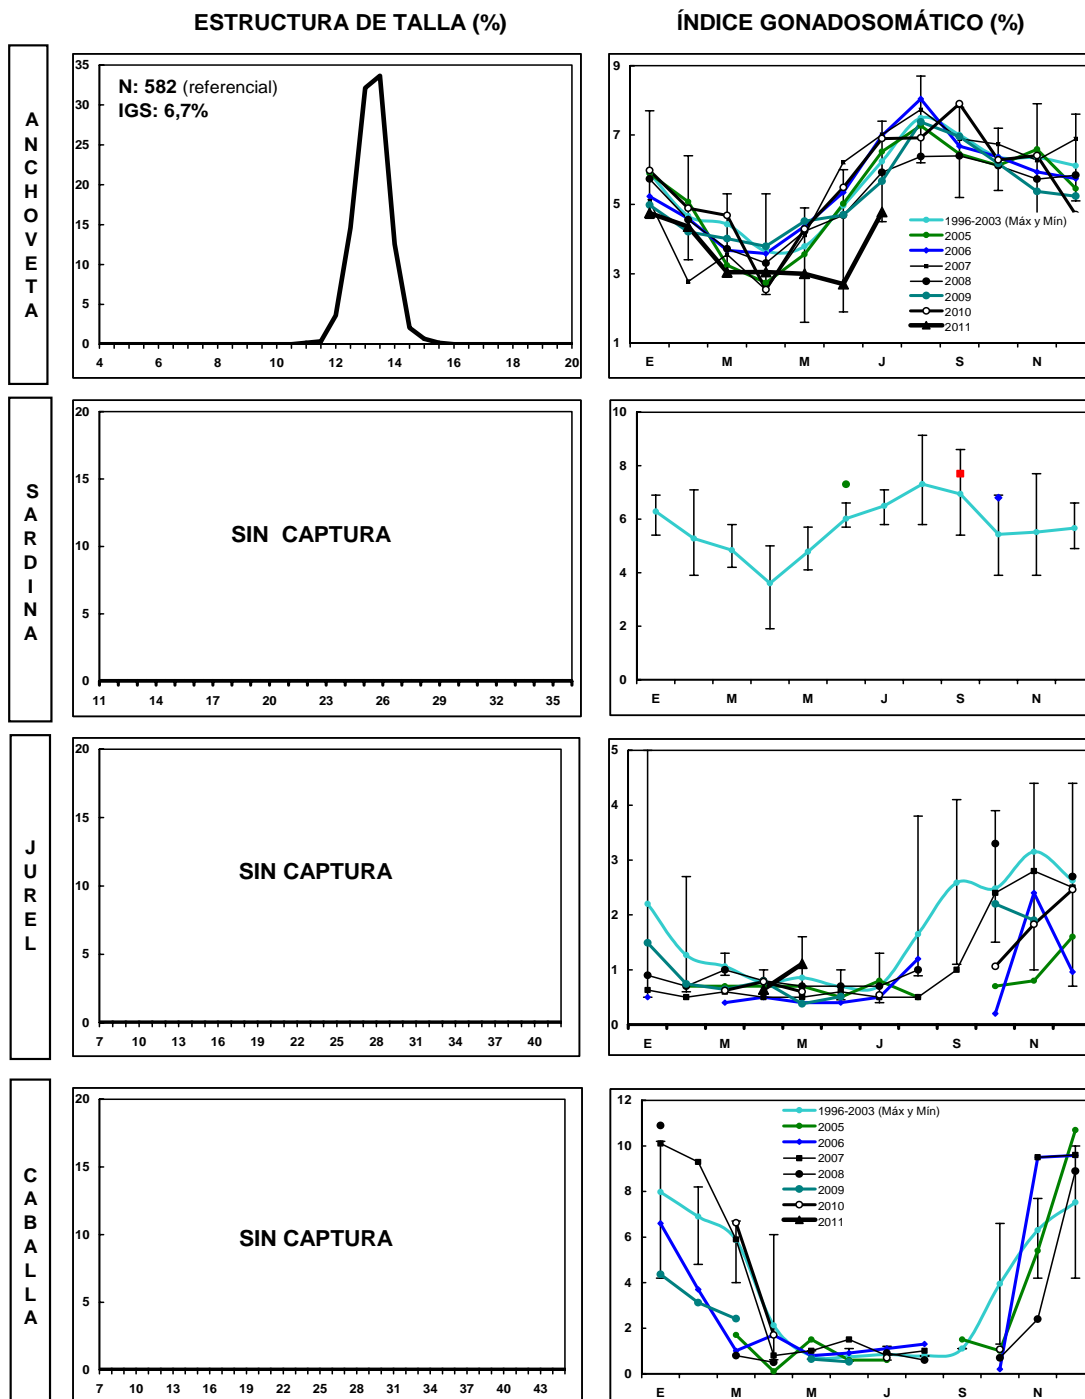 ESTRUCTURA DE TALLA (%)
ÍNDICE GONADOSOMÁTICO (%)
ANCHOVETA
35
30
25
20
15
10
5
0
N: 582 (referencial)
IGS: 6,7%
4 6 8 10 12 14 16 18 20
9
7
5
3
1
1996-2003 (Máx y Mín)
2005
2006
2007
2008
2009
2010
2011
E M M J S N
SARDINA
20
15
10
5
0
SIN CAPTURA
11 14 17 20 23 26 29 32 35
10
8
6
4
2
0
E M M J S N
JUREL
20
15
10
5
0
SIN CAPTURA
7 10 13 16 19 22 25 28 31 34 37 40
5
4
3
2
1
0
E M M J S N
CABALLA
20
15
10
5
0
SIN CAPTURA
7 10 13 16 19 22 25 28 31 34 37 40 43
12
10
8
6
4
2
0
1996-2003 (Máx y Mín)
2005
2006
2007
2008
2009
2010
2011
E M M J S N